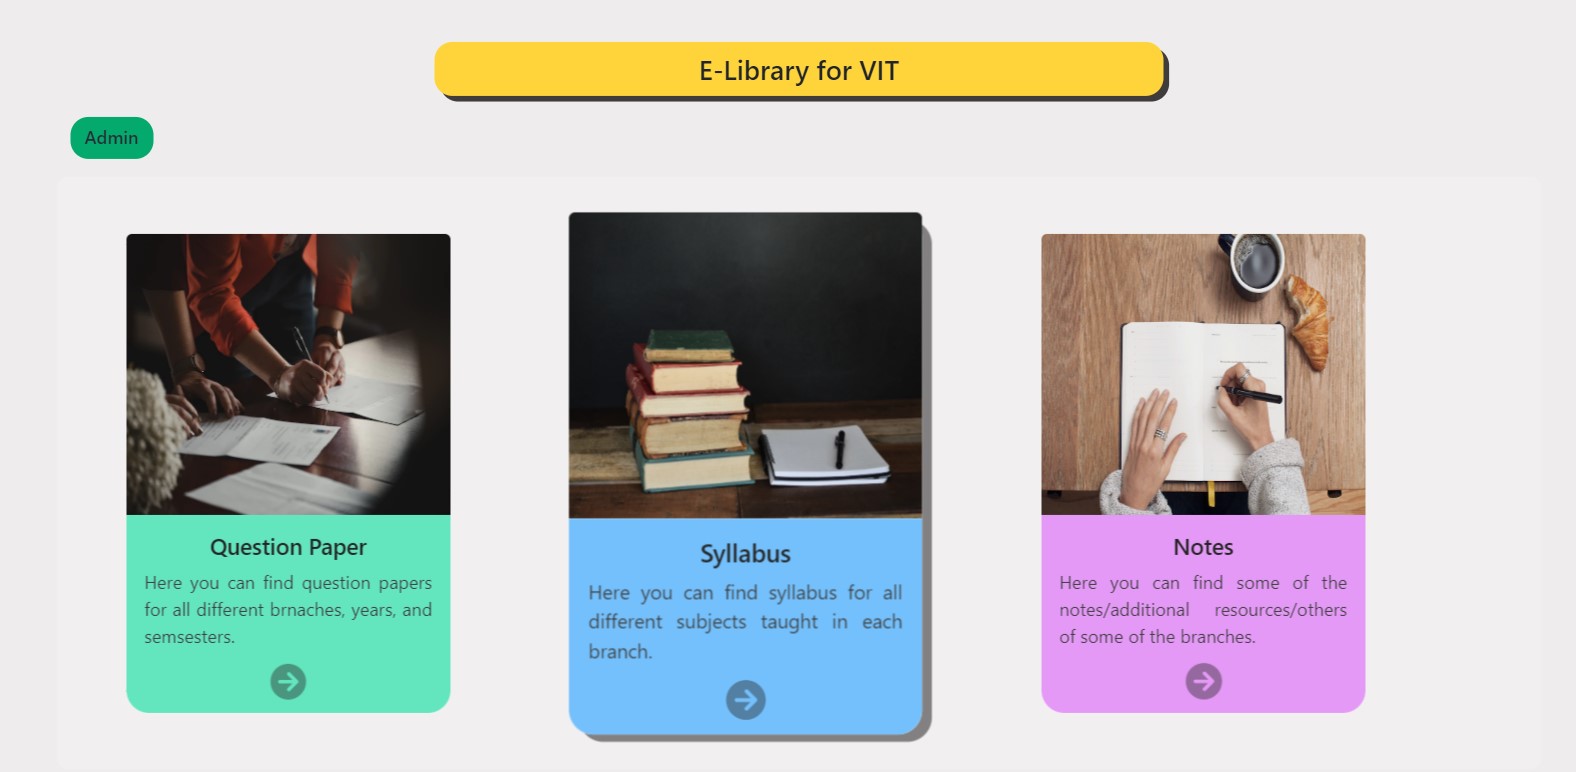 E-Library for VIT
Admin
Question Paper
Here you can find question papers
for all different brnaches, years, and
semsesters.
Syllabus
Here you can find syllabus for all
different subjects taught in each
branch.
Notes
Here you can find some of the
notes/additional resources/others
of some of the branches.